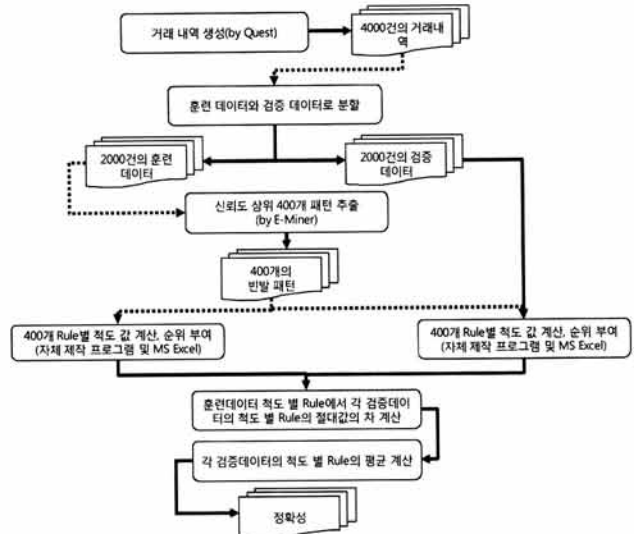 거래 내역 생성(by Quest)
4000건의 거래내
역
훈련 데이터와 검증 데이터로 분할
2000건의 훈련
데이터
2000건의 검증
데이터
신뢰도 상위 400개 패턴 추출
(by E-Miner)
400개의
빈발 패턴
400개 Rule별 척도 값 계산, 순위 부여
(자체 제작 프로그램 및 MS Excel)
400개 Rule별 척도 값 계산, 순위 부여
(자체 제작 프로그램 및 MS Excel)
훈련데이터 척도 별 Rule에서 각 검증데이
터의 척도 별 Rule의 절대값의 차 계산
각 검증데이터의 척도 별 Rule의 평균 계산
정확성